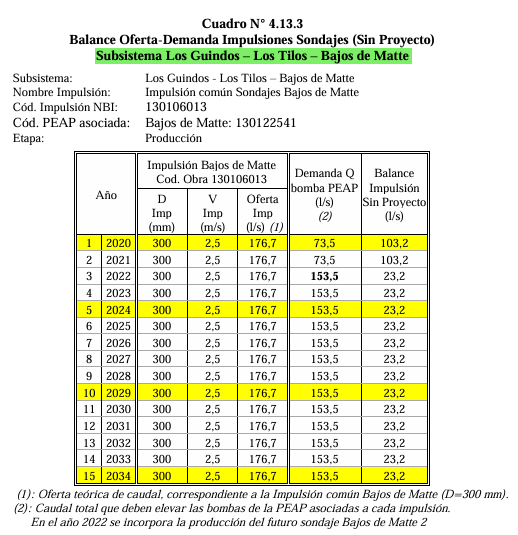 Cuadro N° 4.13.3
Balance Oferta-Demanda Impulsiones Sondajes (Sin Proyecto)
Subsistema Los Guindos – Los Tilos – Bajos de Matte
Subsistema: Los Guindos - Los Tilos – Bajos de Matte
Nombre Impulsión: Impulsión común Sondajes Bajos de Matte
Cód. Impulsión NBI: 130106013
Cód. PEAP asociada: Bajos de Matte: 130122541
Etapa: Producción
Año
Impulsión Bajos de Matte
Cod. Obra 130106013
D
Imp
(mm)
V
Imp
(m/s)
Oferta
Imp
(l/s) (1)
Demanda Q
bomba PEAP
(l/s)
(2)
Balance
Impulsión
Sin Proyecto
(l/s)
1 2020 300 2,5 176,7 73,5 103,2
2 2021 300 2,5 176,7 73,5 103,2
3 2022 300 2,5 176,7 153,5 23,2
4 2023 300 2,5 176,7 153,5 23,2
5 2024 300 2,5 176,7 153,5 23,2
6 2025 300 2,5 176,7 153,5 23,2
7 2026 300 2,5 176,7 153,5 23,2
8 2027 300 2,5 176,7 153,5 23,2
9 2028 300 2,5 176,7 153,5 23,2
10 2029 300 2,5 176,7 153,5 23,2
11 2030 300 2,5 176,7 153,5 23,2
12 2031 300 2,5 176,7 153,5 23,2
13 2032 300 2,5 176,7 153,5 23,2
14 2033 300 2,5 176,7 153,5 23,2
15 2034 300 2,5 176,7 153,5 23,2
(1): Oferta teórica de caudal, correspondiente a la Impulsión común Bajos de Matte (D=300 mm).
(2): Caudal total que deben elevar las bombas de la PEAP asociadas a cada impulsión.
En el año 2022 se incorpora la producción del futuro sondaje Bajos de Matte 2